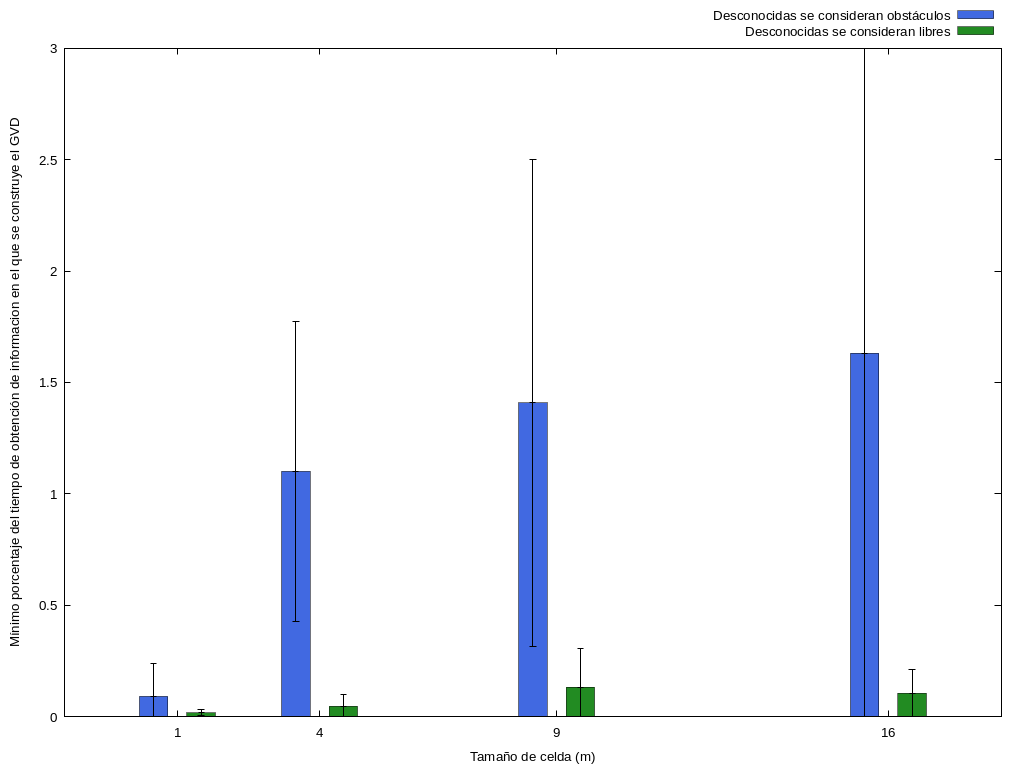 Desconocidas se consideran obstáculos
Desconocidas se consideran libres
3
2.5
2
1.5
1
0.5
0
Mínimo porcentaje del tiempo de obtención de informacion en el que se construye el GVD
1 4 9 16
Tamaño de celda (m)